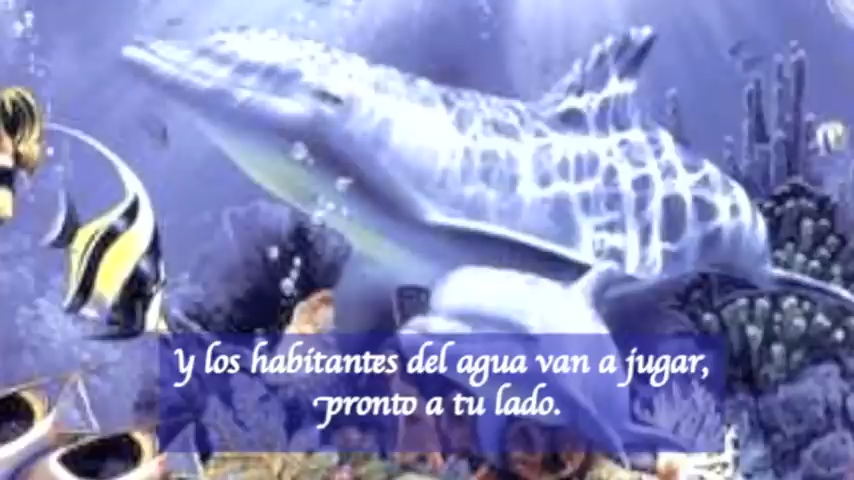 Y los habitantes del agua van a jugar,
pronto a tu lado.